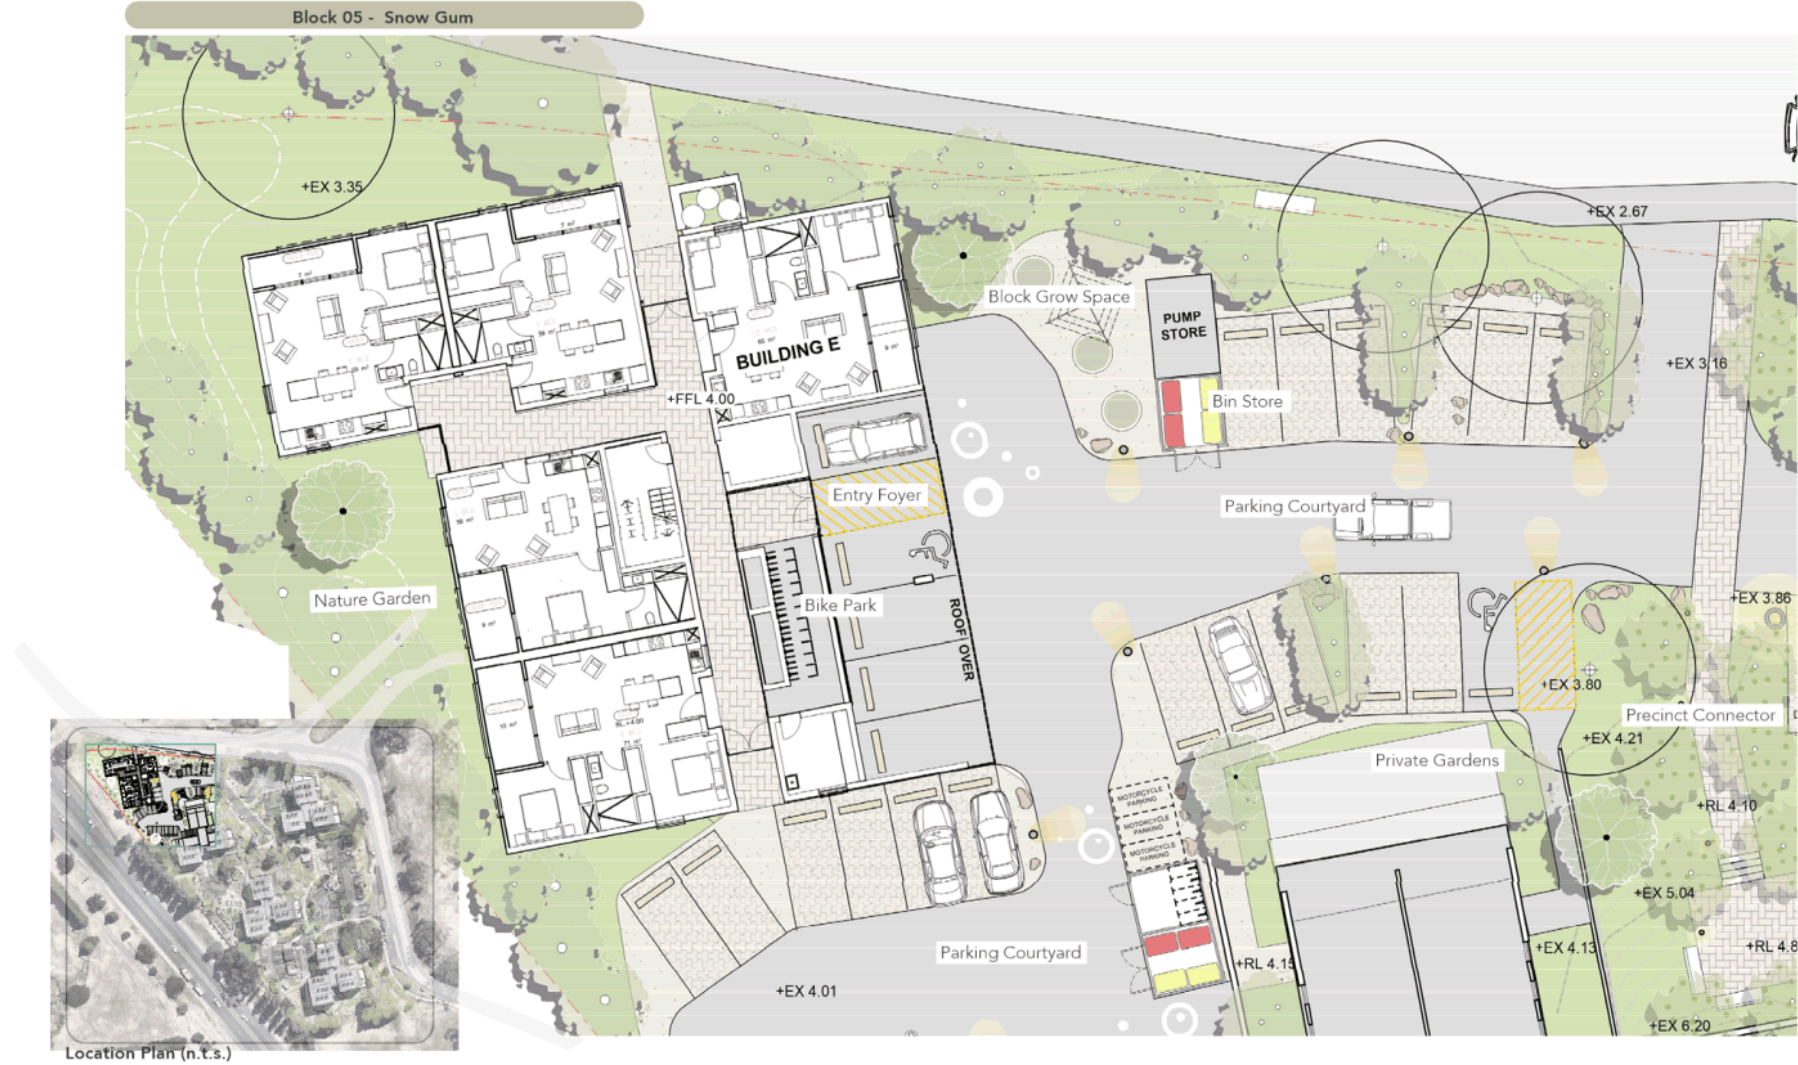 Block 05 - Snow Gum
+EX 3.35
+EX 2.67
Block Grow Space
PUMP
STORE
BUILDING E
+EX 3.16
+FFL 4.00
Bin Store
Entry Foyer
Parking Courtyard
Nature Garden
Bike Park
ROOF OVER
+EX 3.86
+EX 3.80
Precinct Connector
+EX 4.21
Private Gardens
MOTORCYCLE
PARKING
MOTORCYCLE
PARKING
MOTORCYCLE
PARKING
+RL 4.10
+EX 5.04
Parking Courtyard
+EX 4.13
+RL 4.8
+RL 4.15
+EX 4.01
+EX 6.20
Location Plan (n.t.s.)